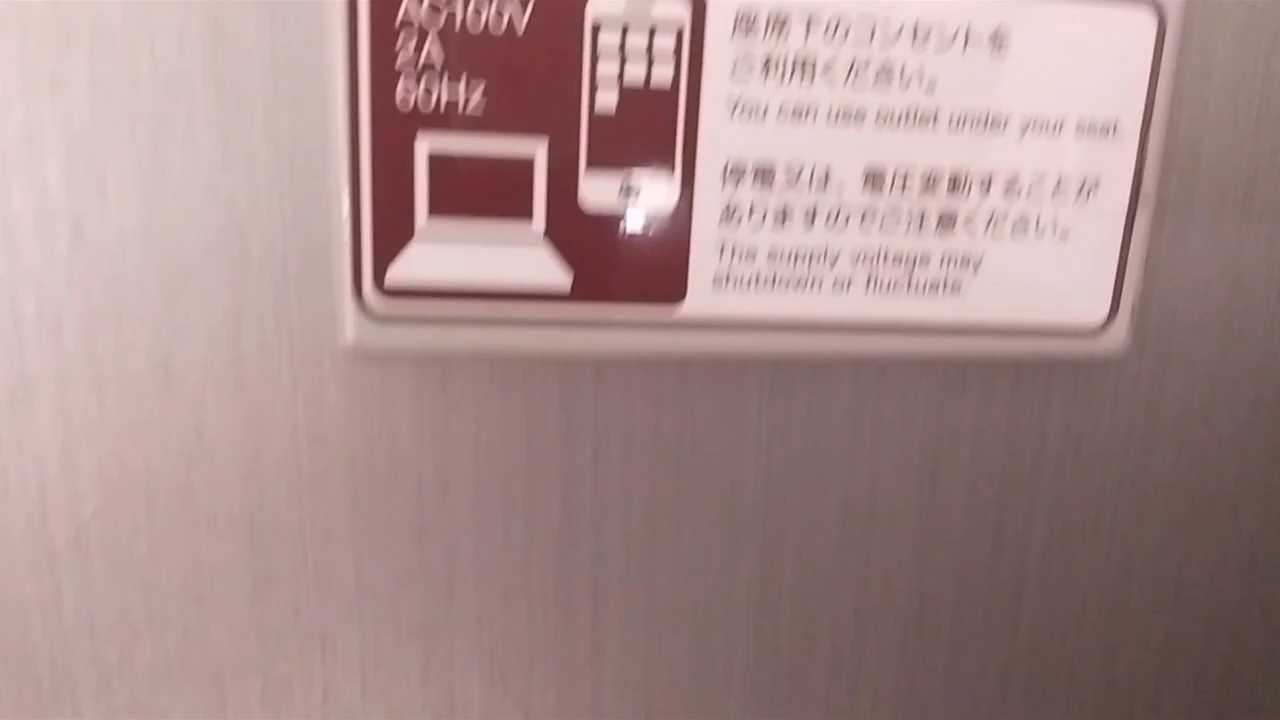 AC100V
2A
60Hz
座席下のコンセントを
ご利用ください。
You can use outlet under your seat.
停電又は、電圧変動することが
ありますのでご注意ください。
The supply voltage may
shutdown or fluctuate.